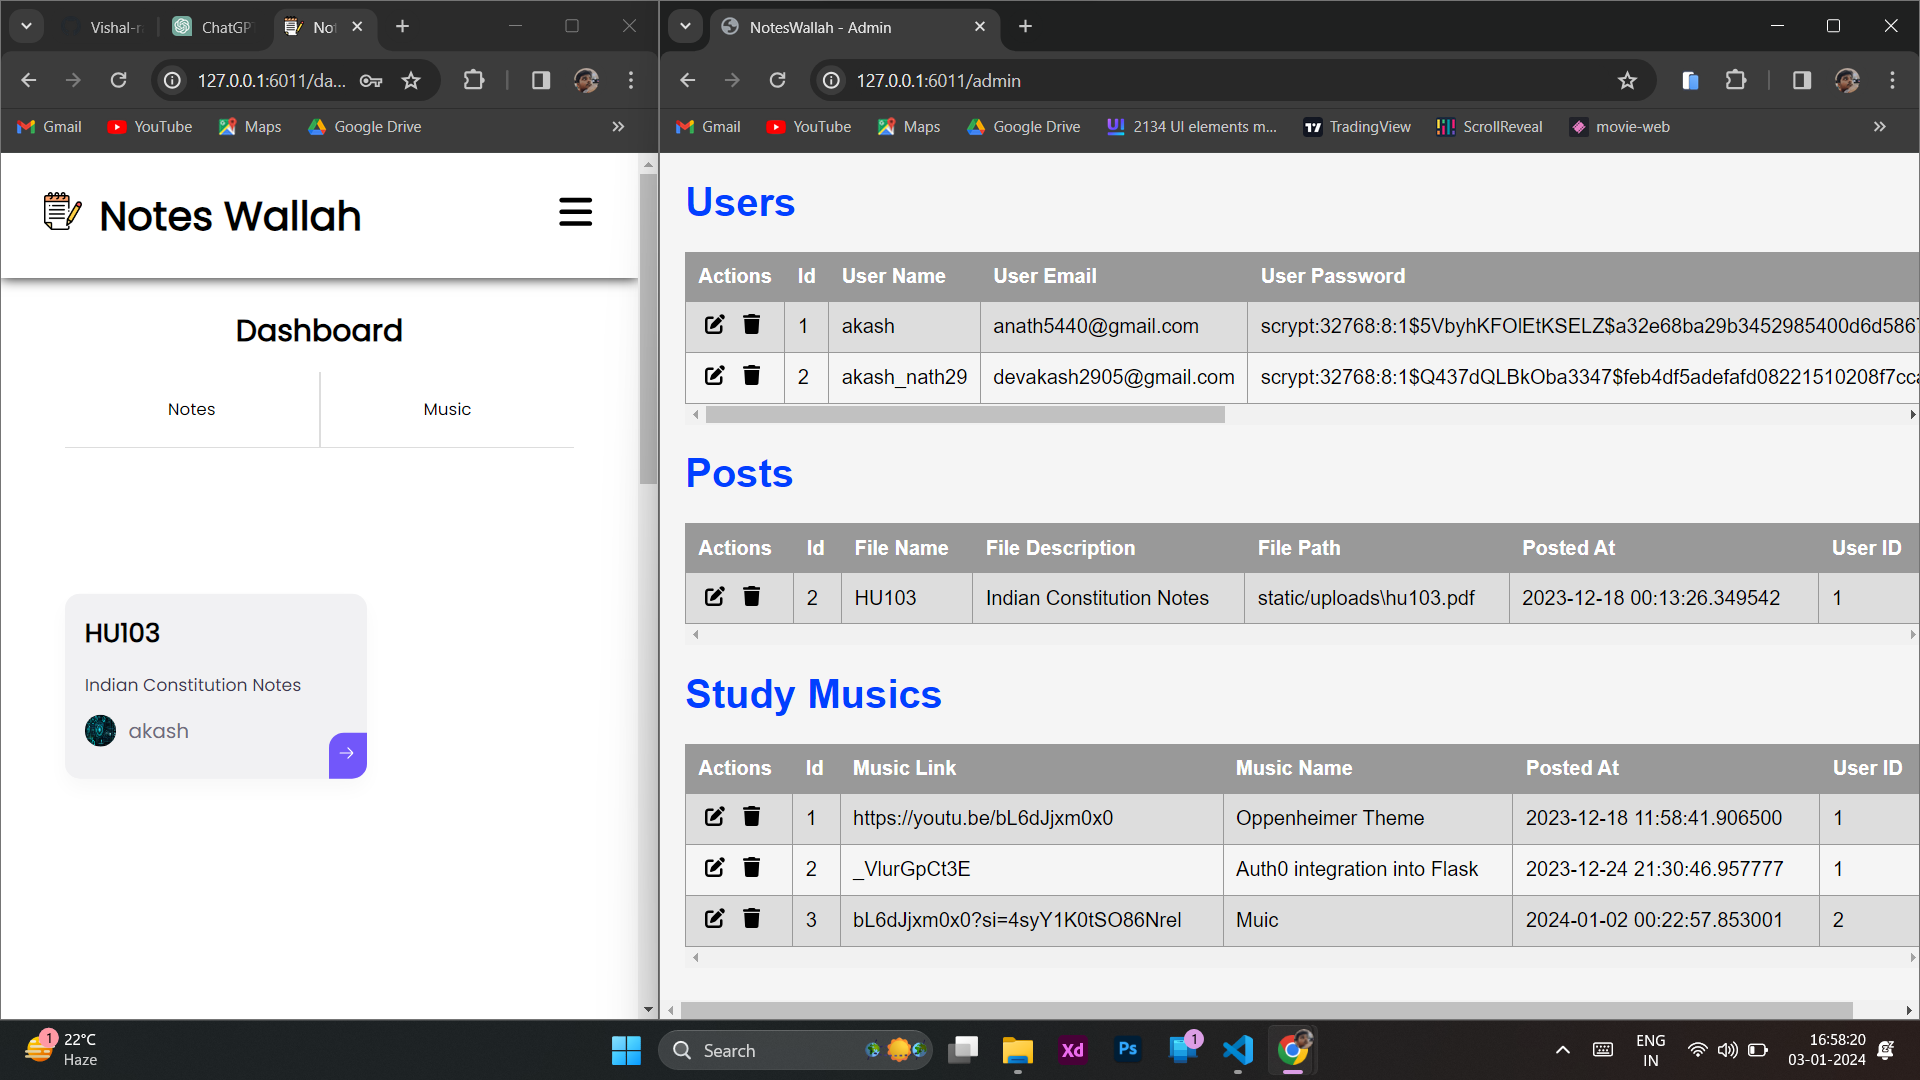 Vishal-ra
ChatGPT
No
127.0.0.1:6011/da...
Gmail
YouTube
Maps
Google Drive
Notes Wallah
Dashboard
Notes
Music
HU103
Indian Constitution Notes
akash
NotesWallah - Admin
127.0.0.1:6011/admin
Gmail
YouTube
Maps
Google Drive
2134 UI elements m...
TradingView
ScrollReveal
movie-web
Users
Actions Id User Name User Email User Password
1 akash anath5440@gmail.com scrypt:32768:8:1$5VbyhKFOlEtKSELZ$a32e68ba29b3452985400d6d5867
2 akash_nath29 devakash2905@gmail.com scrypt:32768:8:1$Q437dQLBkOba3347$feb4df5adefafd08221510208f7cca
Posts
Actions Id File Name File Description File Path Posted At User ID
2 HU103 Indian Constitution Notes static/uploads\hu103.pdf 2023-12-18 00:13:26.349542 1
Study Musics
Actions Id Music Link Music Name Posted At User ID
1 https://youtu.be/bL6dJjxm0x0 Oppenheimer Theme 2023-12-18 11:58:41.906500 1
2 _VlurGpCt3E Auth0 integration into Flask 2023-12-24 21:30:46.957777 1
3 bL6dJjxm0x0?si=4syY1K0tSO86Nrel Muic 2024-01-02 00:22:57.853001 2
1
22°C
Haze
Search
Xd
Ps
1
ENG
IN
16:58:20
03-01-2024